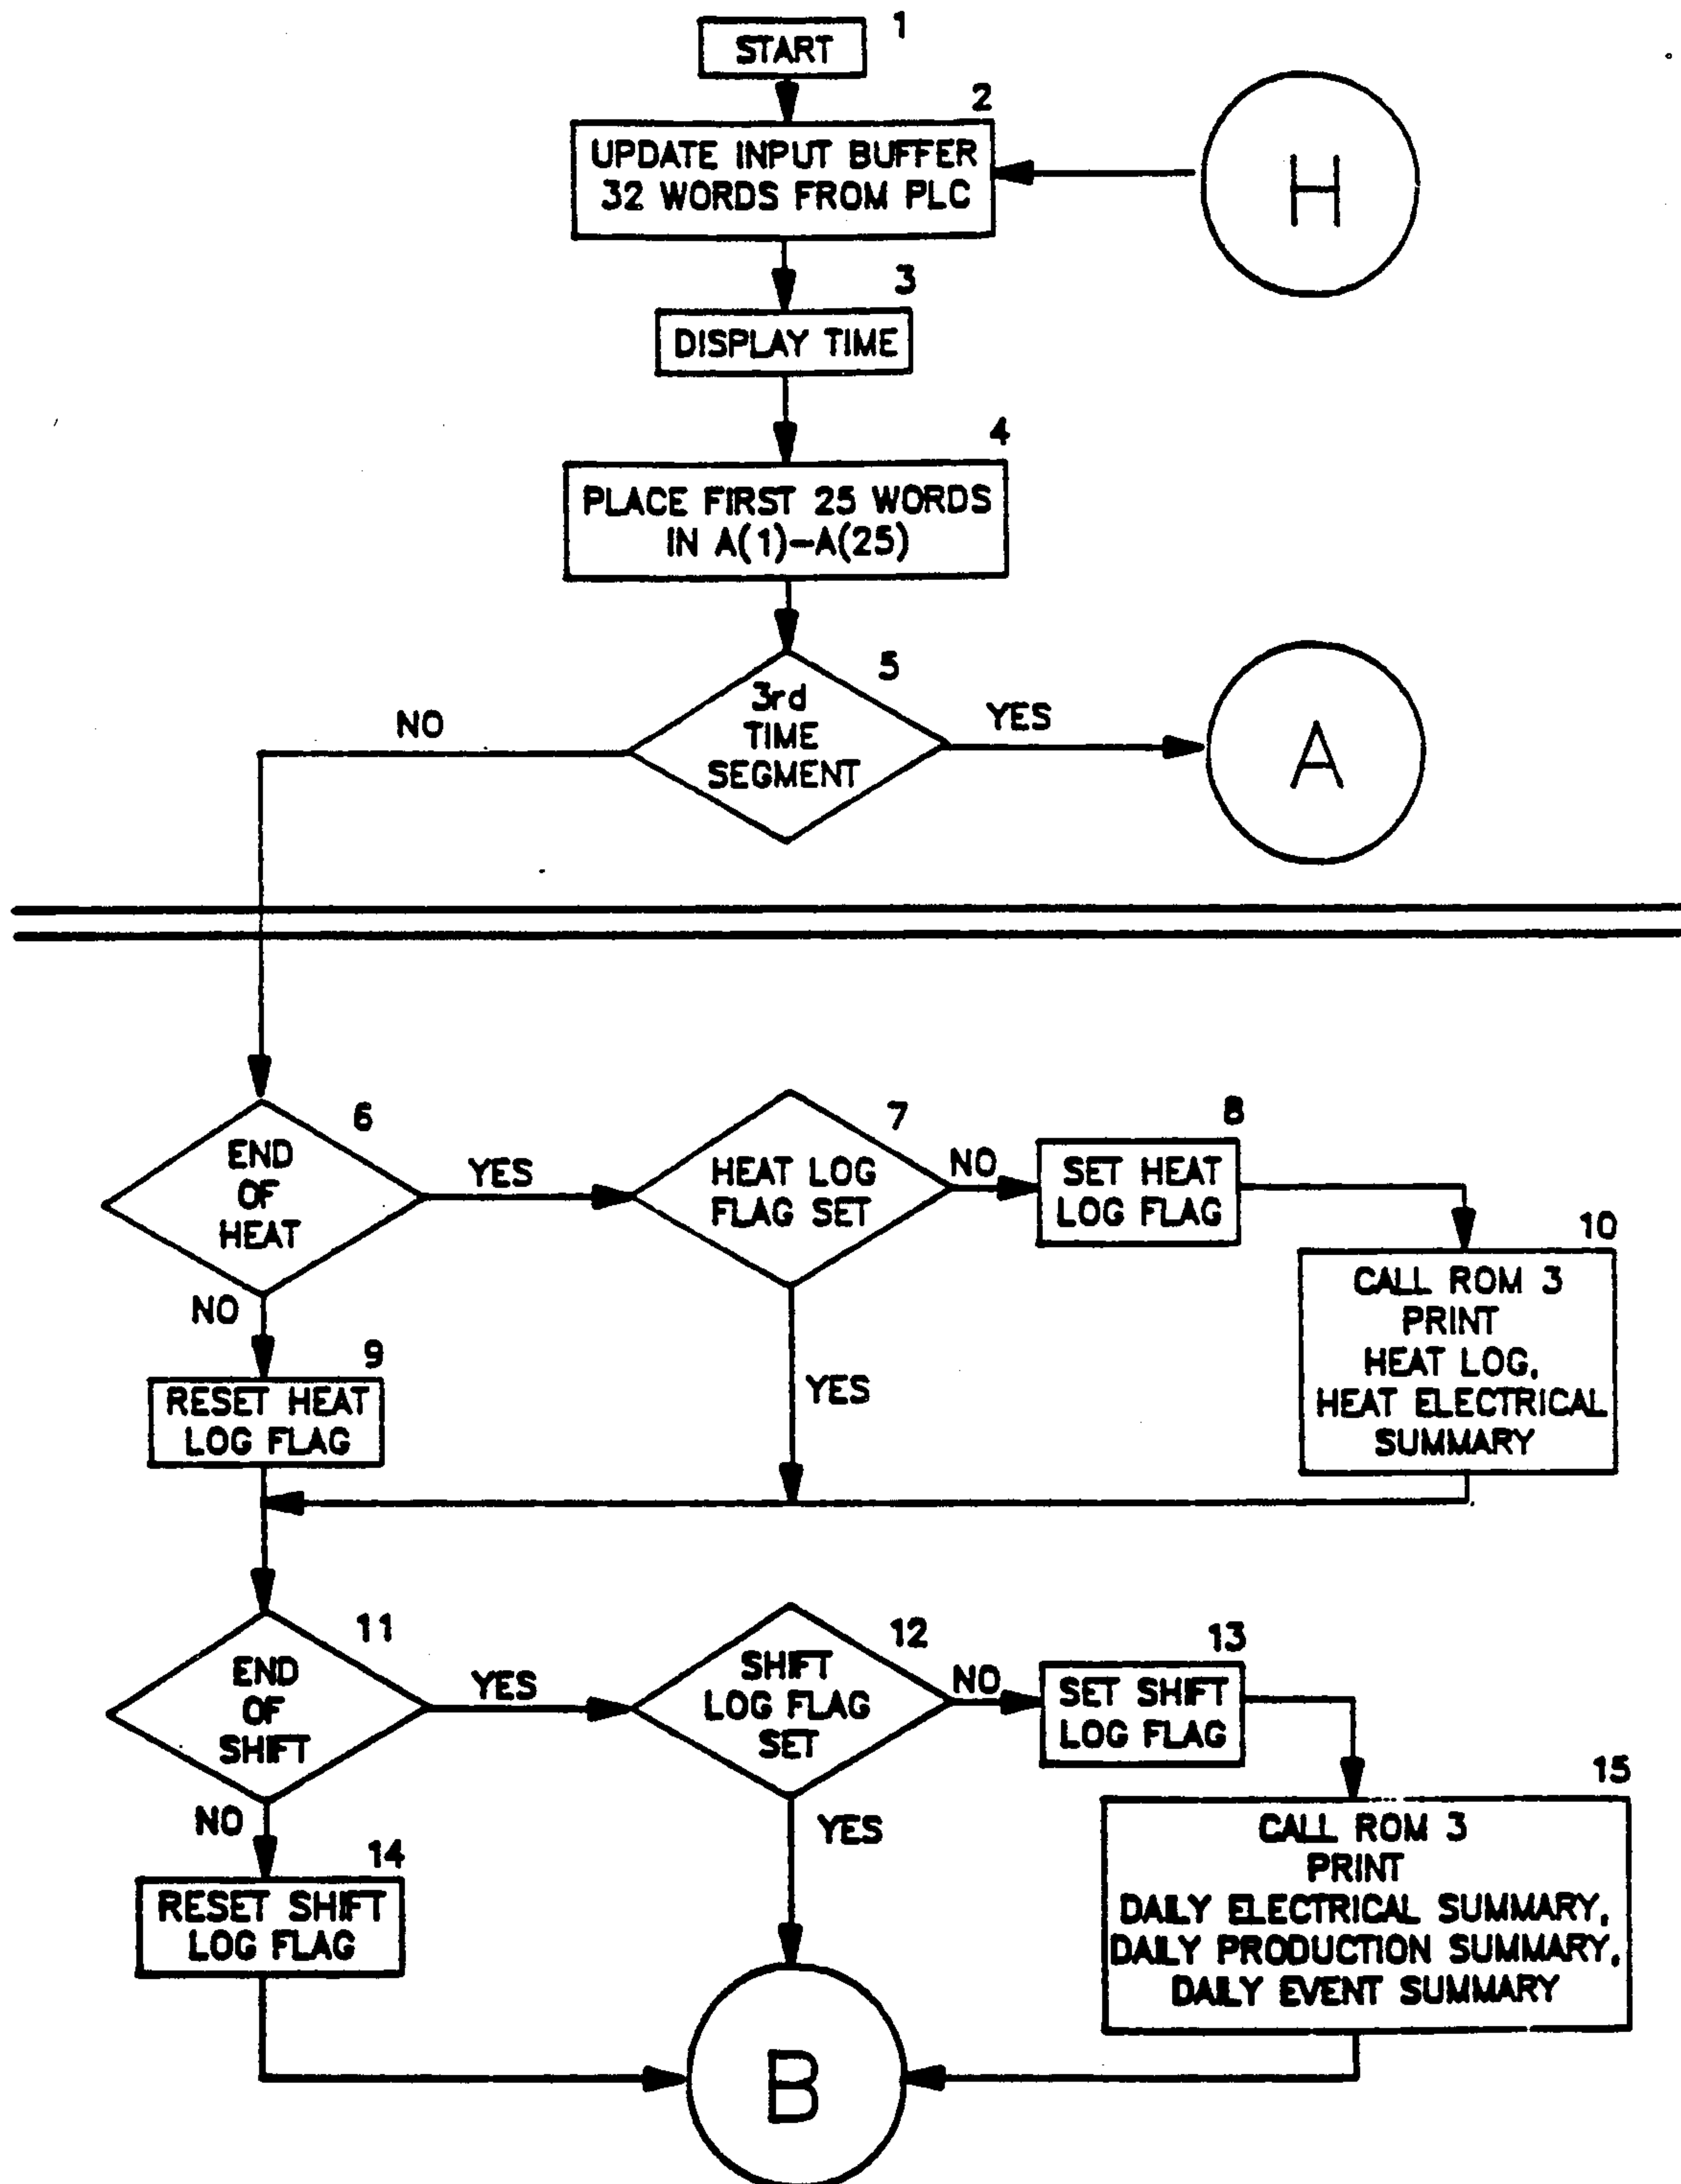 1
START
2
UPDATE INPUT BUFFER
32 WORDS FROM PLC
H
3
DISPLAY TIME
4
PLACE FIRST 25 WORDS
IN A(1)-A(25)
5
3rd
TIME
SEGMENT
NO
YES
A
6
END
OF
HEAT
YES
NO
7
HEAT LOG
FLAG SET
NO
YES
8
SET HEAT
LOG FLAG
9
RESET HEAT
LOG FLAG
10
CALL ROM 3
PRINT
HEAT LOG,
HEAT ELECTRICAL
SUMMARY
11
END
OF
SHIFT
YES
NO
12
SHIFT
LOG FLAG
SET
NO
YES
13
SET SHIFT
LOG FLAG
14
RESET SHIFT
LOG FLAG
15
CALL ROM 3
PRINT
DAILY ELECTRICAL SUMMARY,
DAILY PRODUCTION SUMMARY,
DAILY EVENT SUMMARY
B